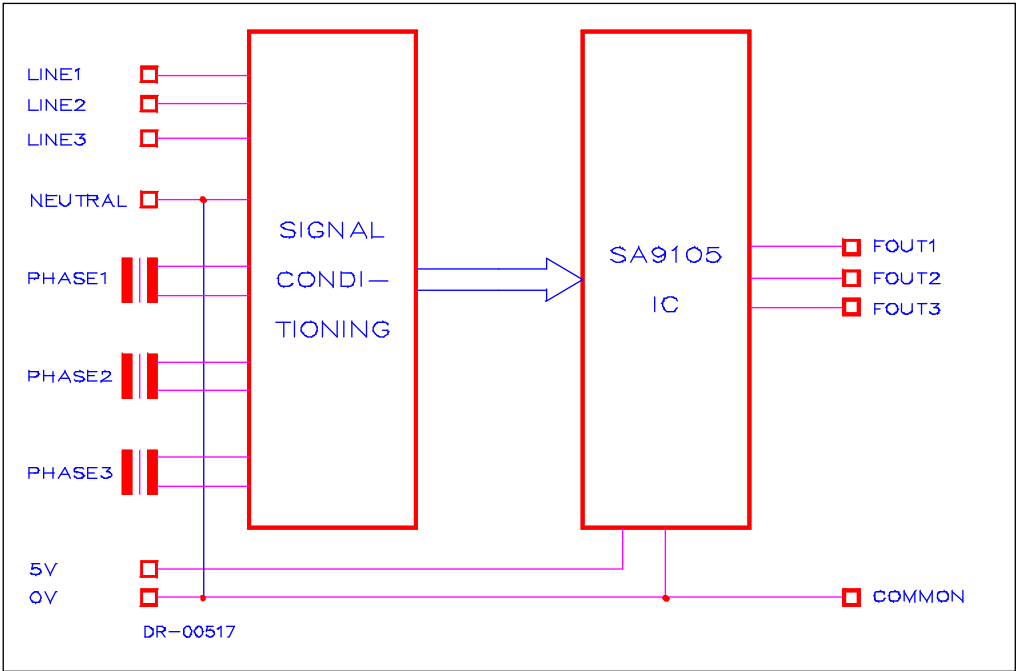 LINE1
LINE2
LINE3
NEUTRAL
PHASE1
PHASE2
PHASE3
5V
0V
DR-00517
SIGNAL
CONDI-
TIONING
SA9105
IC
FOUT1
FOUT2
FOUT3
COMMON